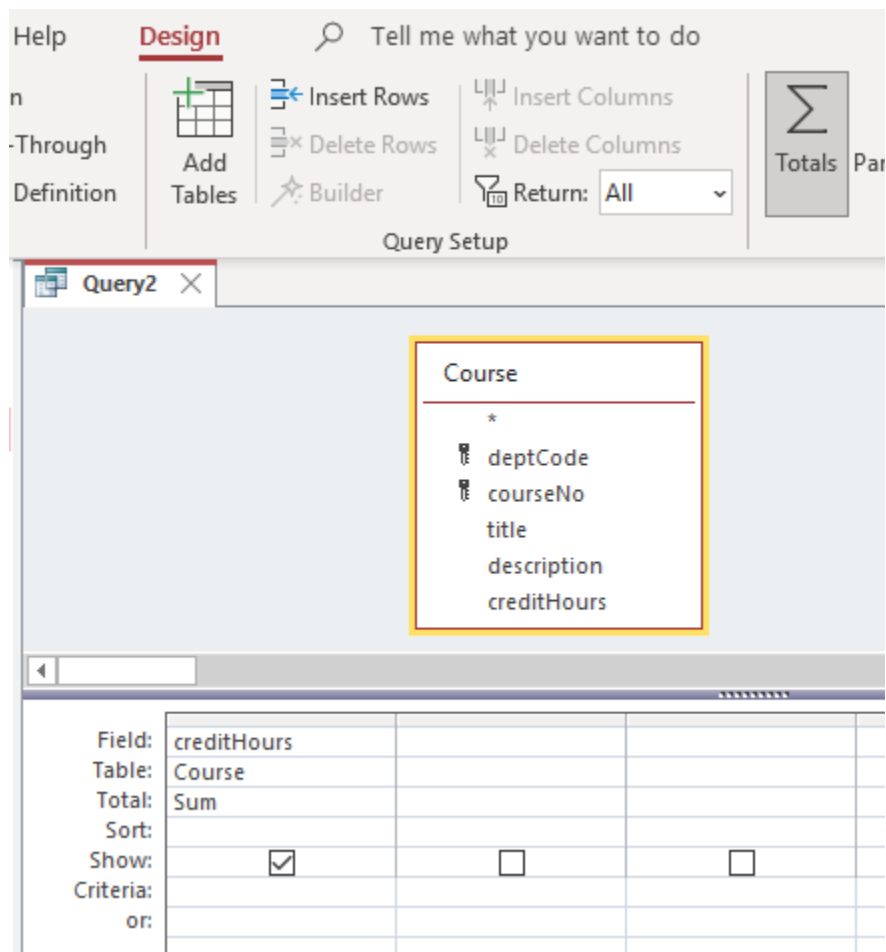 Help Design Tell me what you want to do
n
-Through
Definition
Add
Tables
Insert Rows
Delete Rows
Builder
Insert Columns
Delete Columns
10 Return: All
Totals
Par
Query Setup
Query2
Course
*
deptCode
courseNo
title
description
creditHours
Field: creditHours
Table: Course
Total: Sum
Sort:
Show:
Criteria:
or: